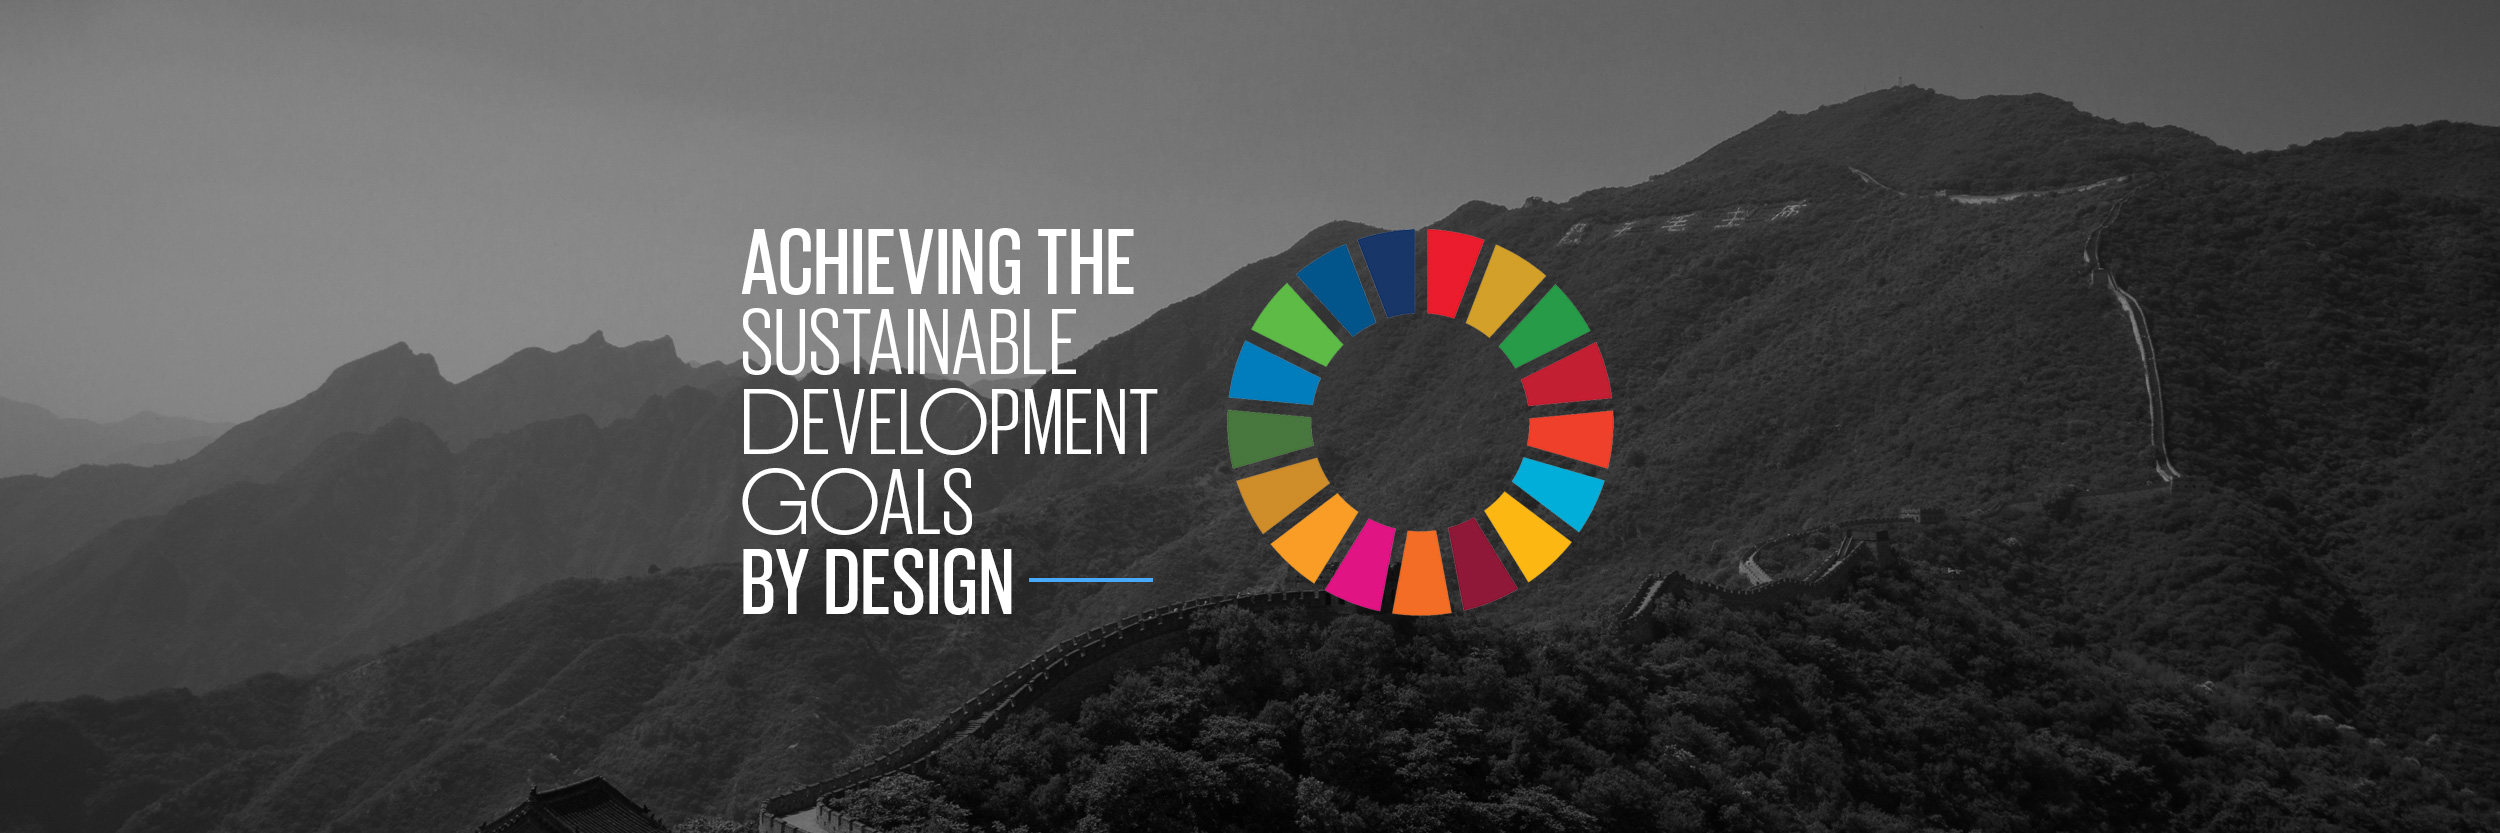 ACHIEVING THE
SUSTAINABLE
DEVELOPMENT
GOALS
BY DESIGN